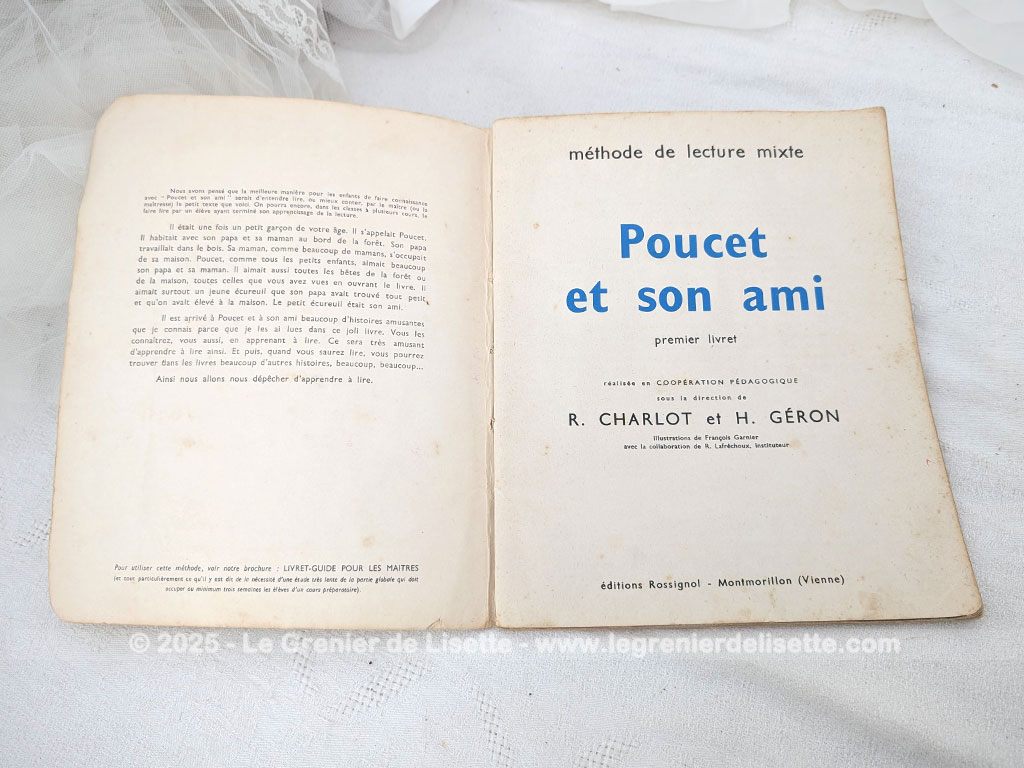 Nous avons pensé que la meilleure manière pour les enfants de faire connaissance
avec "Poucet et son ami" serait d'entendre lire, ou mieux conter, par le maître (ou la
maîtresse) le petit texte que voici. On pourra encore, dans les classes à plusieurs cours, le
faire lire par un élève ayant terminé son apprentissage de la lecture.
Il était une fois un petit garçon de votre âge. Il s'appelait Poucet.
Il habitait avec son papa et sa maman au bord de la forêt. Son papa
travaillait dans le bois. Sa maman, comme beaucoup de mamans, s'occupait
de sa maison. Poucet, comme tous les petits enfants, aimait beaucoup
son papa et sa maman. Il aimait aussi toutes les bêtes de la forêt ou
de la maison, toutes celles que vous avez vues en ouvrant le livre. Il
aimait surtout un jeune écureuil que son papa avait trouvé tout petit
et qu'on avait élevé à la maison. Le petit écureuil était son ami.
Il est arrivé à Poucet et à son ami beaucoup d'histoires amusantes
que je connais parce que je les ai lues dans ce joli livre. Vous les
connaîtrez, vous aussi, en apprenant à lire. Ce sera très amusant
d'apprendre à lire ainsi. Et puis, quand vous saurez lire, vous pourrez
trouver dans les livres beaucoup d'autres histoires, beaucoup, beaucoup...
Ainsi nous allons nous dépêcher d'apprendre à lire.
Pour utiliser cette méthode, voir notre brochure : LIVRET-GUIDE POUR LES MAITRES
(et tout particulièrement ce qu'il y est dit de la nécessité d'une étude très lente de la partie globale qui doit
occuper au minimum trois semaines les élèves d'un cours préparatoire).
méthode de lecture mixte
Poucet
et son ami
premier livret
réalisée en COOPÉRATION PÉDAGOGIQUE
sous la direction de
R. CHARLOT et H. GÉRON
illustrations de François Garnier
avec la collaboration de R. Lafréchoux, instituteur
éditions Rossignol - Montmorillon (Vienne)
© 2025 - Le Grenier de Lisette - www.legrenierdelisette.com